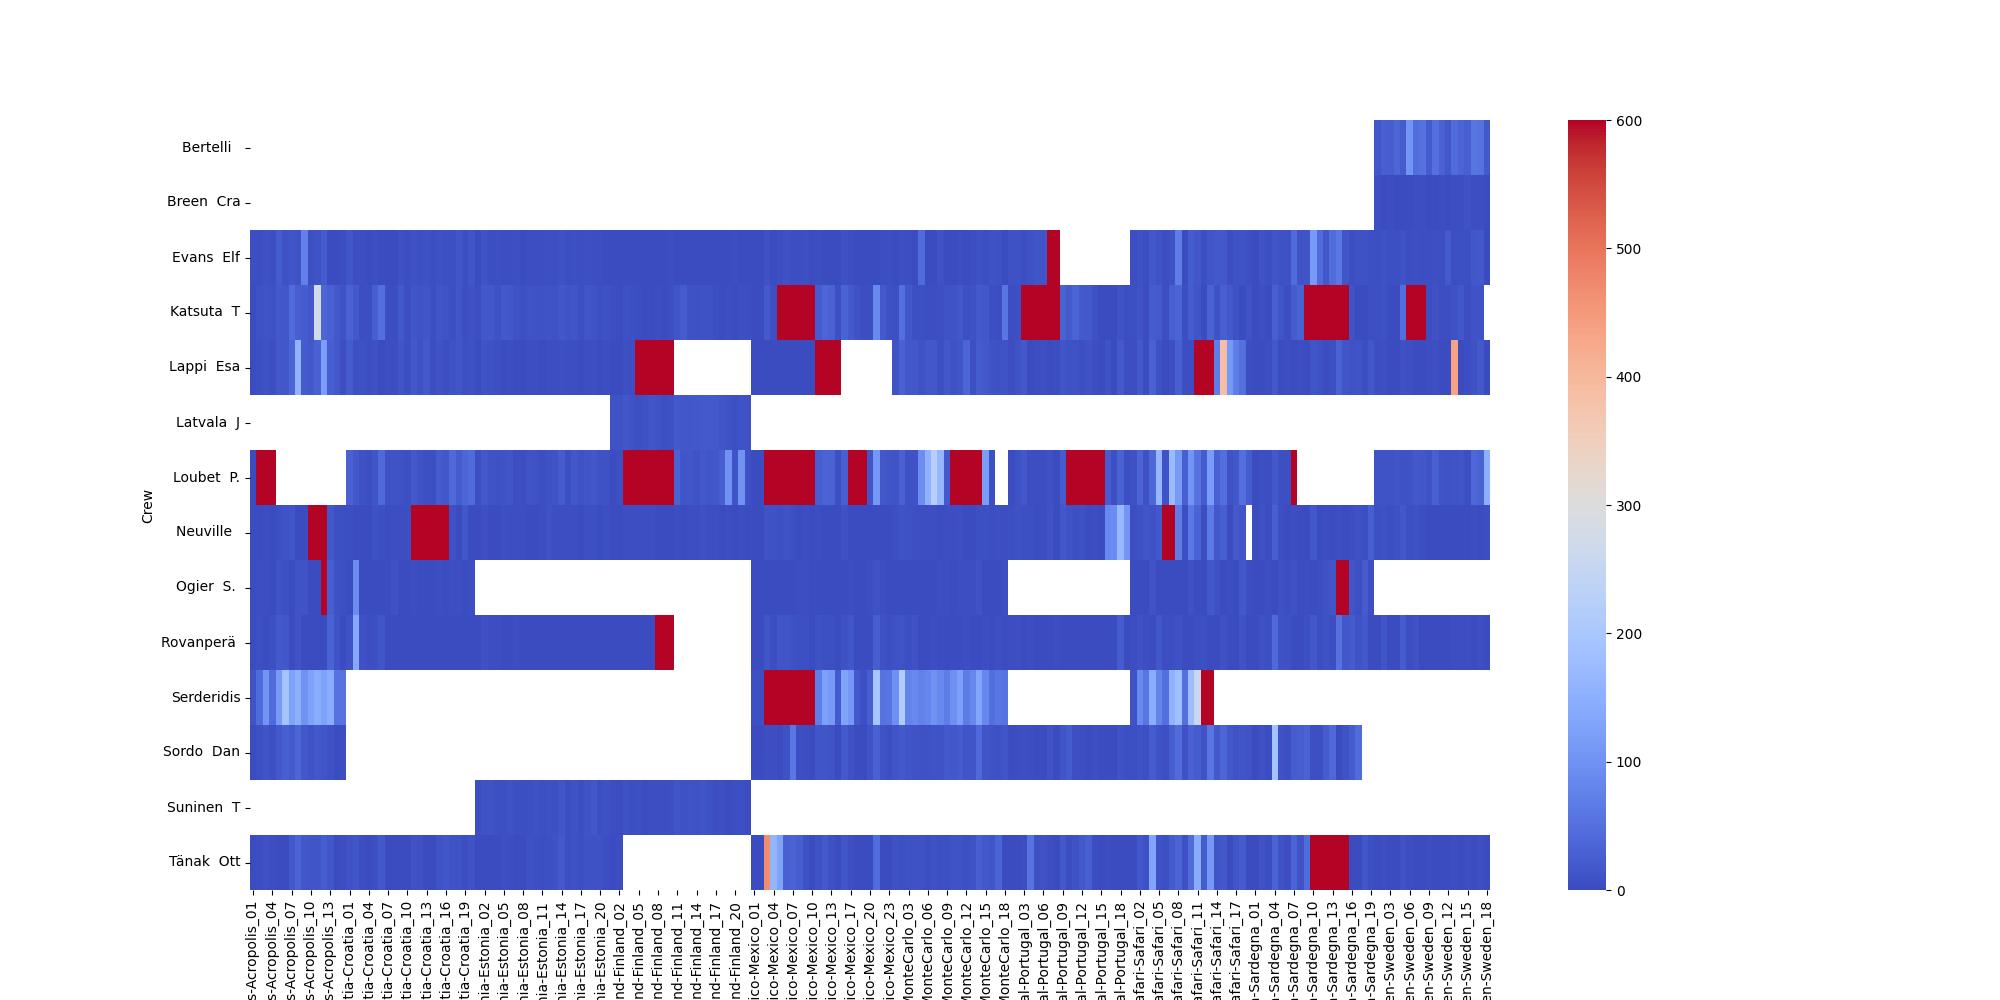 Crew
Bertelli
Breen Cra
Evans Elf
Katsuta T
Lappi Esa
Latvala J
Loubet P.
Neuville
Ogier S.
Rovanperä
Serderidis
Sordo Dan
Suninen T
Tänak Ott
s-Acropolis_01
s-Acropolis_04
s-Acropolis_07
s-Acropolis_10
s-Acropolis_13
tia-Croatia_01
tia-Croatia_04
tia-Croatia_07
tia-Croatia_10
tia-Croatia_13
tia-Croatia_16
tia-Croatia_19
nia-Estonia_02
nia-Estonia_05
nia-Estonia_08
nia-Estonia_11
nia-Estonia_14
nia-Estonia_17
nia-Estonia_20
nd-Finland_02
nd-Finland_05
nd-Finland_08
nd-Finland_11
nd-Finland_14
nd-Finland_17
nd-Finland_20
ico-Mexico_01
ico-Mexico_04
ico-Mexico_07
ico-Mexico_10
ico-Mexico_13
ico-Mexico_17
ico-Mexico_20
ico-Mexico_23
MonteCarlo_03
MonteCarlo_06
MonteCarlo_09
MonteCarlo_12
MonteCarlo_15
MonteCarlo_18
al-Portugal_03
al-Portugal_06
al-Portugal_09
al-Portugal_12
al-Portugal_15
al-Portugal_18
afari-Safari_02
afari-Safari_05
afari-Safari_08
afari-Safari_11
afari-Safari_14
afari-Safari_17
-Sardegna_01
-Sardegna_04
-Sardegna_07
-Sardegna_10
-Sardegna_13
-Sardegna_16
-Sardegna_19
en-Sweden_03
en-Sweden_06
en-Sweden_09
en-Sweden_12
en-Sweden_15
en-Sweden_18
600
500
400
300
200
100
0